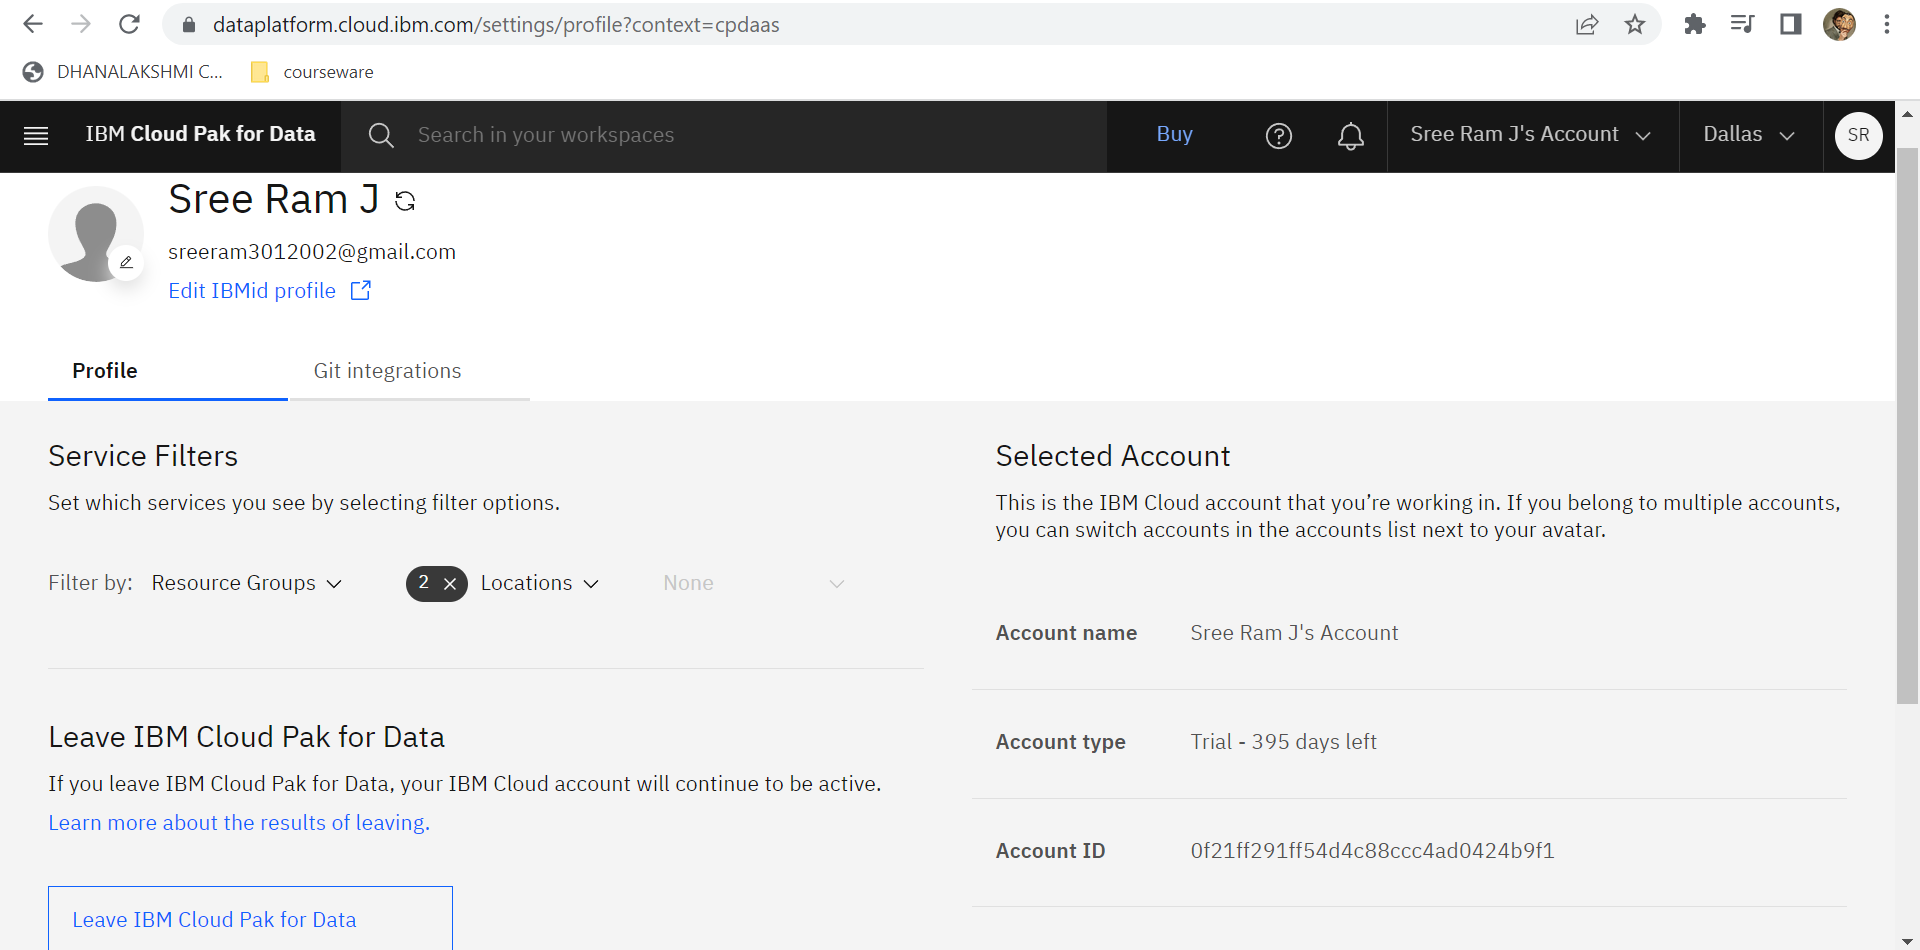 dataplatform.cloud.ibm.com/settings/profile?context=cpdaas
DHANALAKSHMI C...
courseware
IBM Cloud Pak for Data
Search in your workspaces
Buy
Sree Ram J's Account
Dallas
SR
Sree Ram J
sreeram3012002@gmail.com
Edit IBMid profile
Profile
Git integrations
Service Filters
Set which services you see by selecting filter options.
Filter by: Resource Groups
2
Locations
None
Leave IBM Cloud Pak for Data
If you leave IBM Cloud Pak for Data, your IBM Cloud account will continue to be active.
Learn more about the results of leaving.
Leave IBM Cloud Pak for Data
Selected Account
This is the IBM Cloud account that you’re working in. If you belong to multiple accounts,
you can switch accounts in the accounts list next to your avatar.
Account name Sree Ram J's Account
Account type Trial - 395 days left
Account ID 0f21ff291ff54d4c88ccc4ad0424b9f1